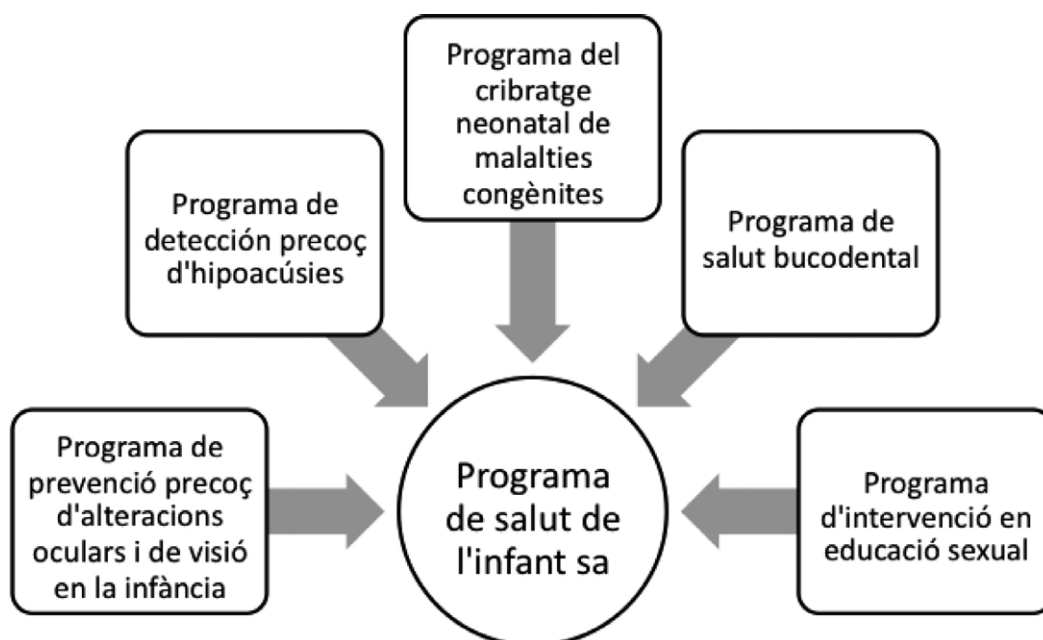 Programa del
cribratge
neonatal de
malalties
congènites
Programa de
detección precoç
d'hipoacúsies
Programa de
salut bucodental
Programa de
prevenció precoç
d'alteracions
oculars i de visió
en la infància
Programa
de salut de
l'infant sa
Programa
d'intervenció en
educació sexual